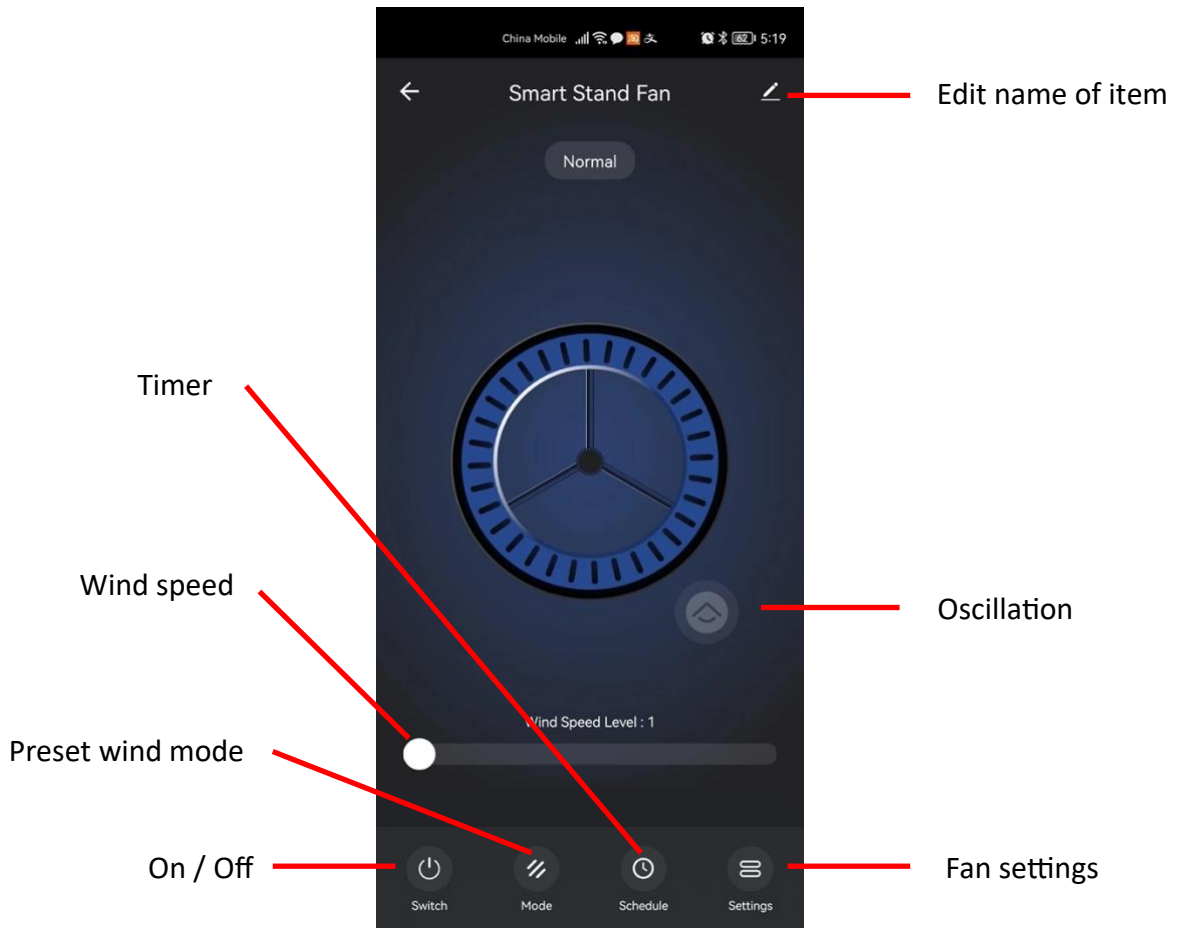 China Mobile 62 5:19
Smart Stand Fan
Edit name of item
Normal
Timer
Wind speed
Oscillation
Wind Speed Level : 1
Preset wind mode
On / Off
Fan settings
Switch Mode Schedule Settings